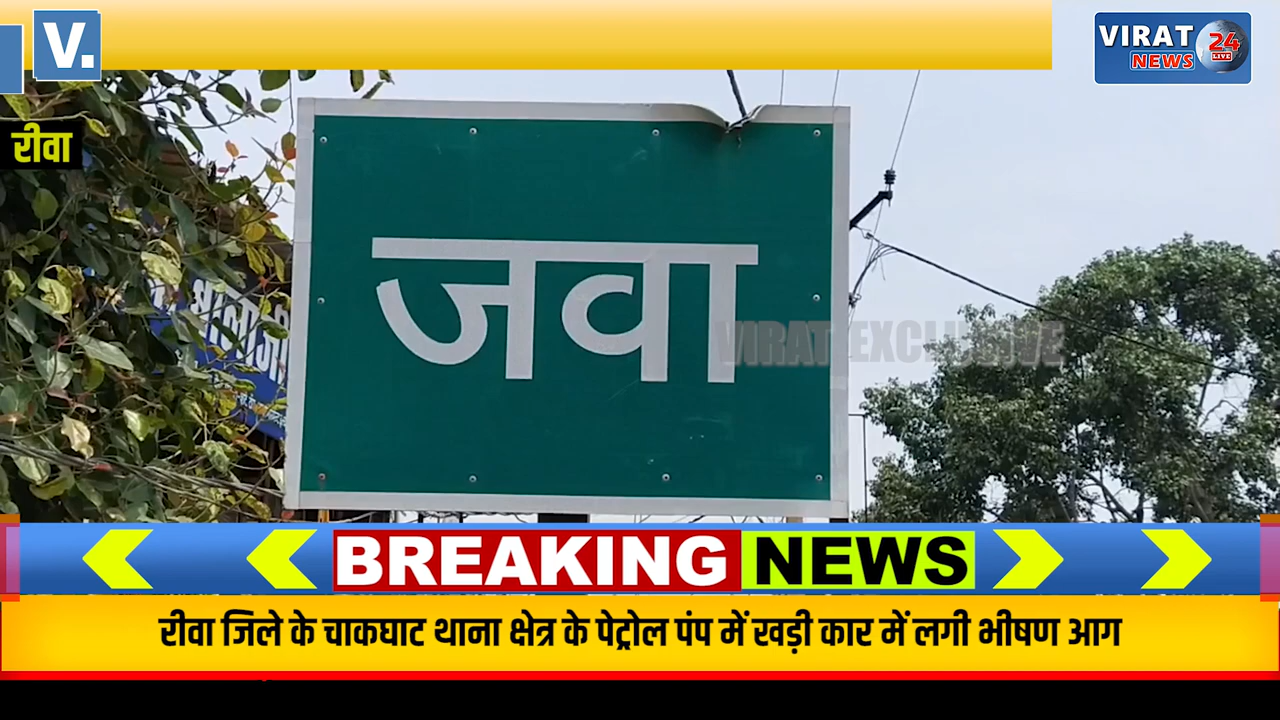 V.
VIRAT
24
NEWS
LIVE
रीवा
जवा
VIRAT EXCLUSIVE
BREAKING NEWS
रीवा जिले के चाकघाट थाना क्षेत्र के पेट्रोल पंप में खड़ी कार में लगी भीषण आग